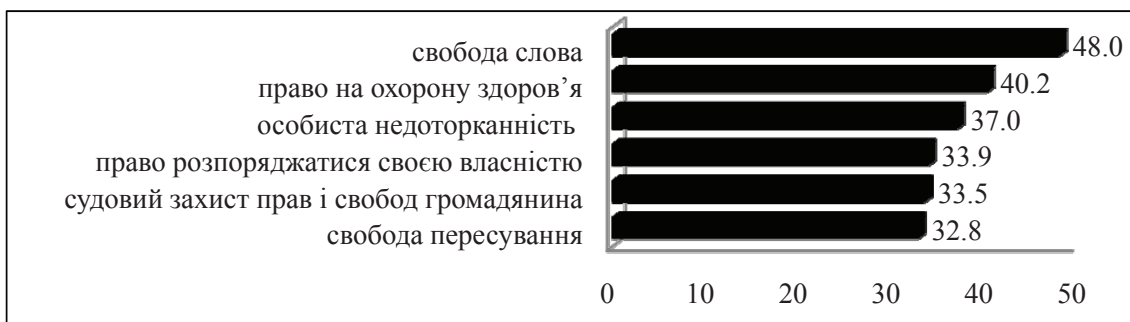 свобода слова 48.0
право на охорону здоров’я 40.2
особиста недоторканність 37.0
право розпоряджатися своєю власністю 33.9
судовий захист прав і свобод громадянина 33.5
свобода пересування 32.8
0 10 20 30 40 50